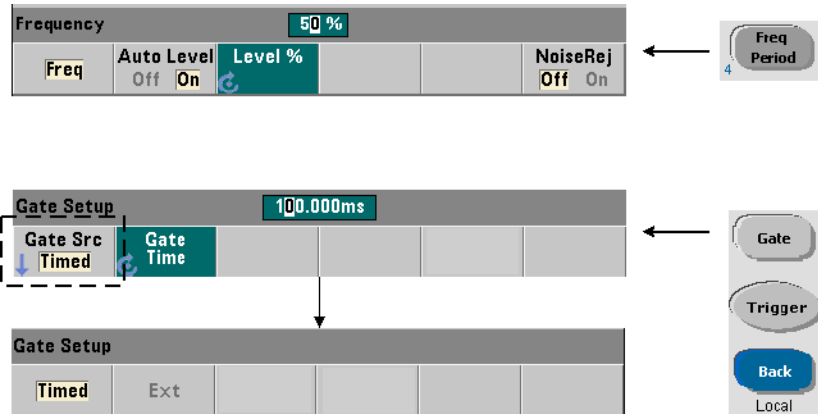 Frequency 50 %
Freq
Auto Level
Off On
Level %
NoiseRej
Off On
Freq
Period
4
Gate Setup 100.000ms
Gate Src
Timed
Gate
Time
Gate
Trigger
Gate Setup
Timed Ext
Back
Local